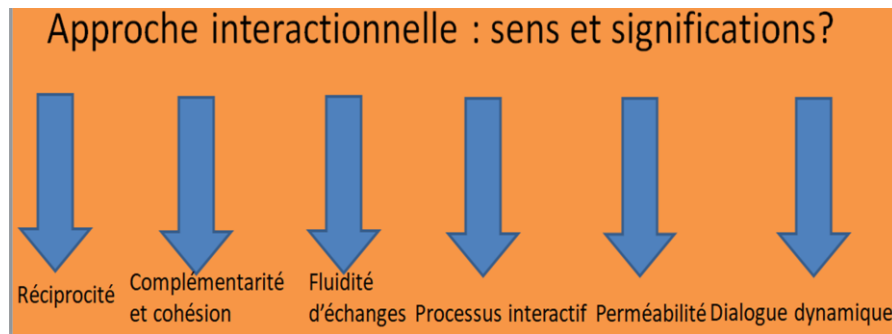 Approche interactionnelle : sens et significations?
Réciprocité
Complémentarité
et cohésion
Fluidité
d'échanges
Processus interactif
Perméabilité
Dialogue dynamique